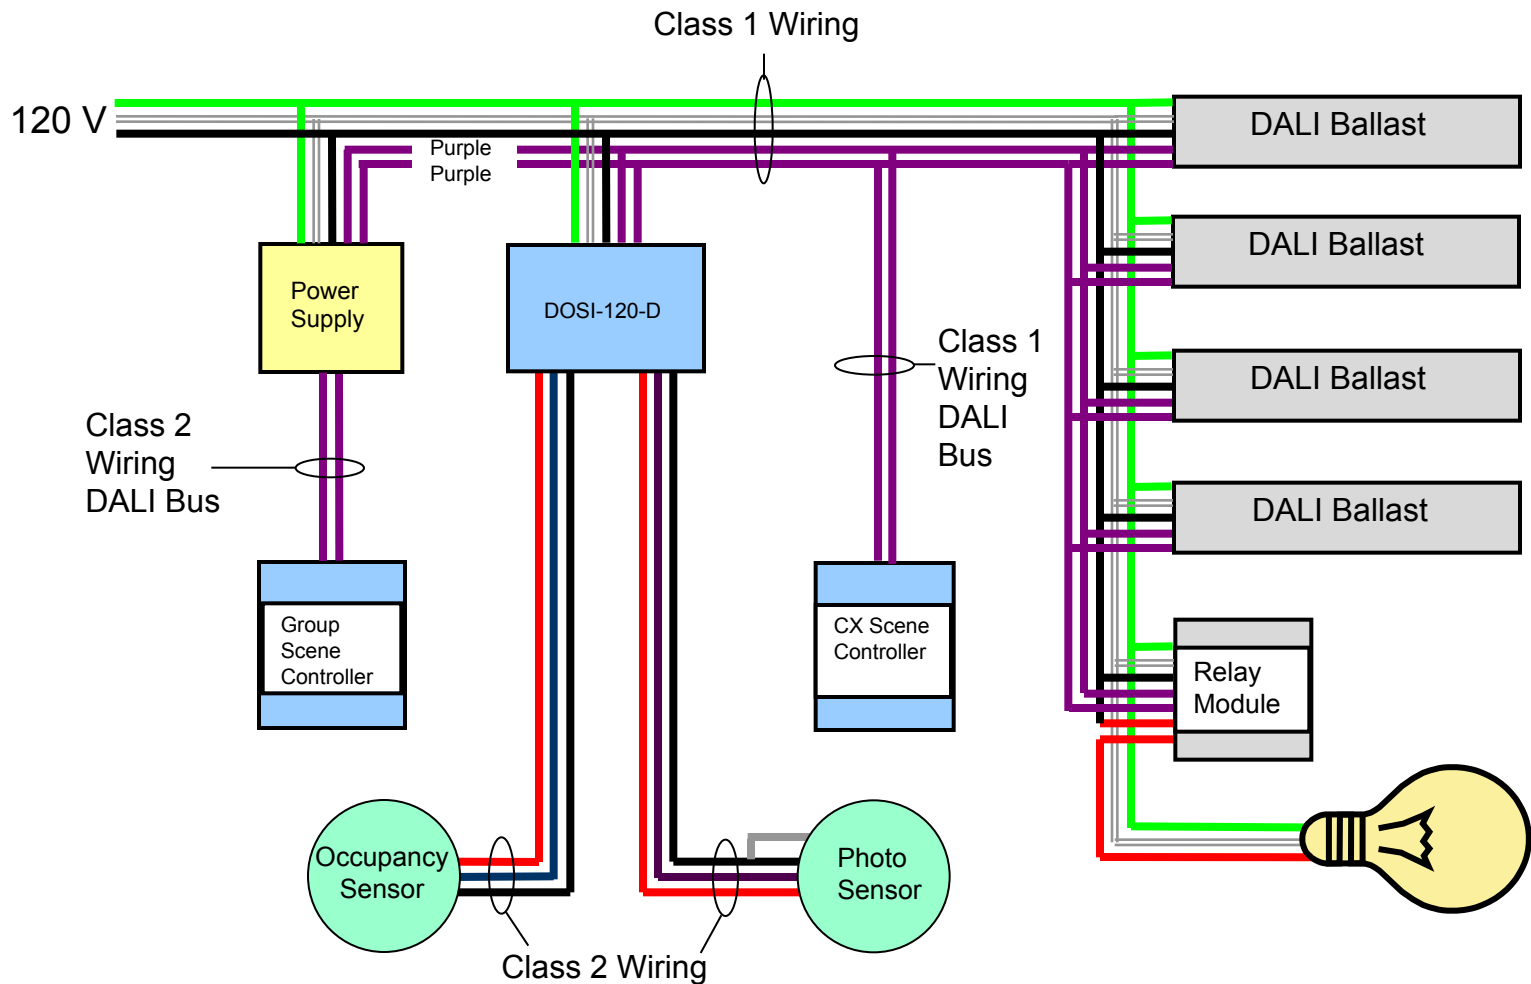 Class 1 Wiring
120 V
Purple
Purple
DALI Ballast
DALI Ballast
DALI Ballast
DALI Ballast
Power
Supply
DOSI-120-D
Class 1
Wiring
DALI
Bus
Class 2
Wiring
DALI Bus
Group
Scene
Controller
CX Scene
Controller
Relay
Module
Occupancy
Sensor
Photo
Sensor
Class 2 Wiring